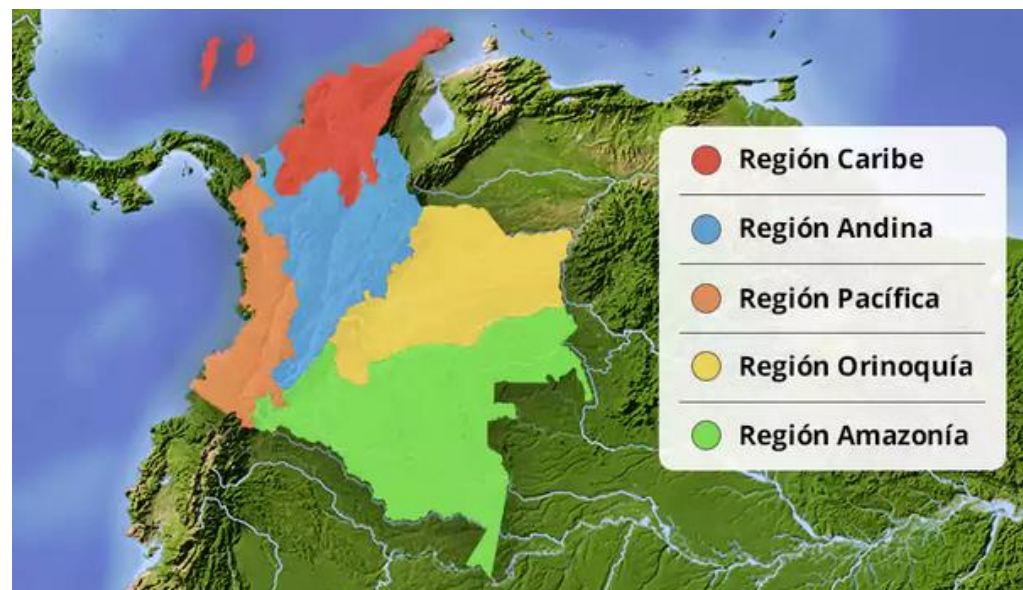 Región Caribe
Región Andina
Región Pacífica
Región Orinoquía
Región Amazonía